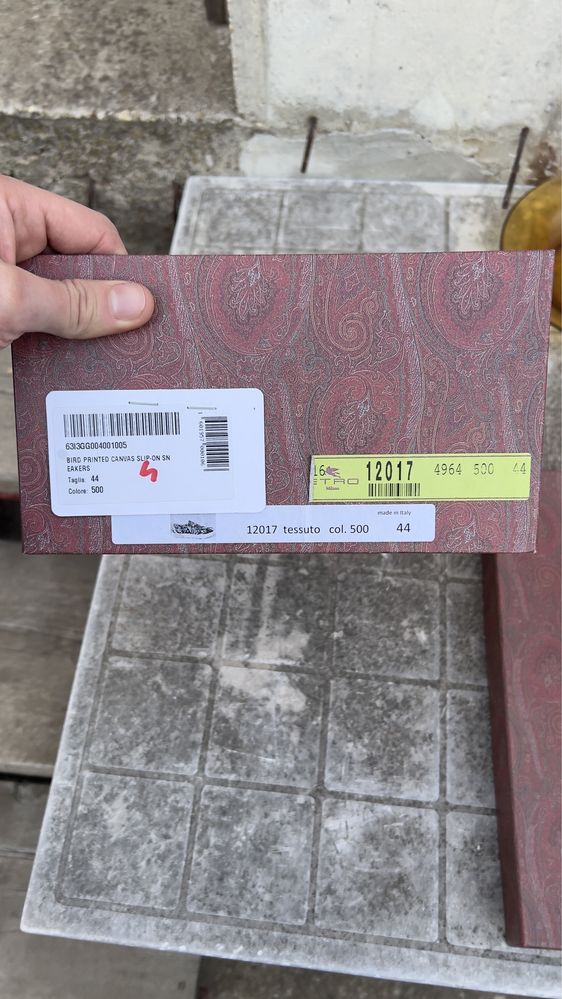 63I3GG004001005
BIRD PRINTED CANVAS SLIP-ON SN
EAKERS
Taglia: 44
Colore: 500
16 12017 4964 500 44
ETRO
Milano
made in Italy
12017 tessuto col. 500 44